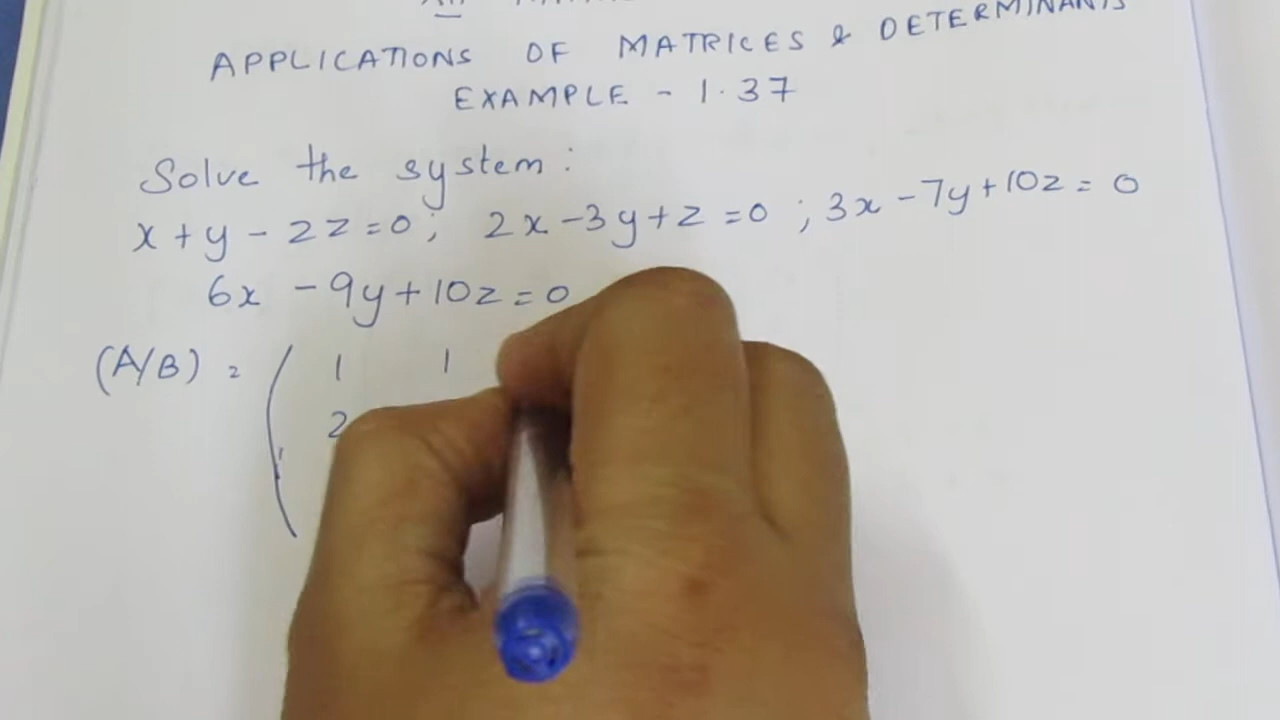 APPLICATIONS OF MATRICES & DETERMINANTS
EXAMPLE - 1.37
Solve the system :
x + y - 2z = 0 ; 2x - 3y + z = 0 ; 3x - 7y + 10z = 0
6x - 9y + 10z = 0
(A/B) = ( 1 1
2